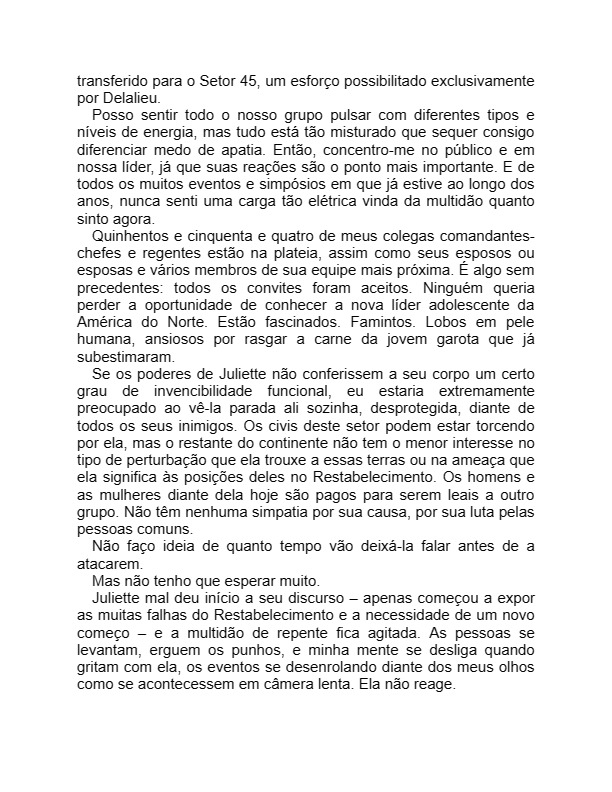 transferido para o Setor 45, um esforço possibilitado exclusivamente
por Delalieu.
Posso sentir todo o nosso grupo pulsar com diferentes tipos e
níveis de energia, mas tudo está tão misturado que sequer consigo
diferenciar medo de apatia. Então, concentro-me no público e em
nossa líder, já que suas reações são o ponto mais importante. E de
todos os muitos eventos e simpósios em que já estive ao longo dos
anos, nunca senti uma carga tão elétrica vinda da multidão quanto
sinto agora.
Quinhentos e cinquenta e quatro de meus colegas comandantes-
chefes e regentes estão na plateia, assim como seus esposos ou
esposas e vários membros de sua equipe mais próxima. É algo sem
precedentes: todos os convites foram aceitos. Ninguém queria
perder a oportunidade de conhecer a nova líder adolescente da
América do Norte. Estão fascinados. Famintos. Lobos em pele
humana, ansiosos por rasgar a carne da jovem garota que já
subestimaram.
Se os poderes de Juliette não conferissem a seu corpo um certo
grau de invencibilidade funcional, eu estaria extremamente
preocupado ao vê-la parada ali sozinha, desprotegida, diante de
todos os seus inimigos. Os civis deste setor podem estar torcendo
por ela, mas o restante do continente não tem o menor interesse no
tipo de perturbação que ela trouxe a essas terras ou na ameaça que
ela significa às posições deles no Restabelecimento. Os homens e
as mulheres diante dela hoje são pagos para serem leais a outro
grupo. Não têm nenhuma simpatia por sua causa, por sua luta pelas
pessoas comuns.
Não faço ideia de quanto tempo vão deixá-la falar antes de a
atacarem.
Mas não tenho que esperar muito.
Juliette mal deu início a seu discurso – apenas começou a expor
as muitas falhas do Restabelecimento e a necessidade de um novo
começo – e a multidão de repente fica agitada. As pessoas se
levantam, erguem os punhos, e minha mente se desliga quando
gritam com ela, os eventos se desenrolando diante dos meus olhos
como se acontecessem em câmera lenta. Ela não reage.